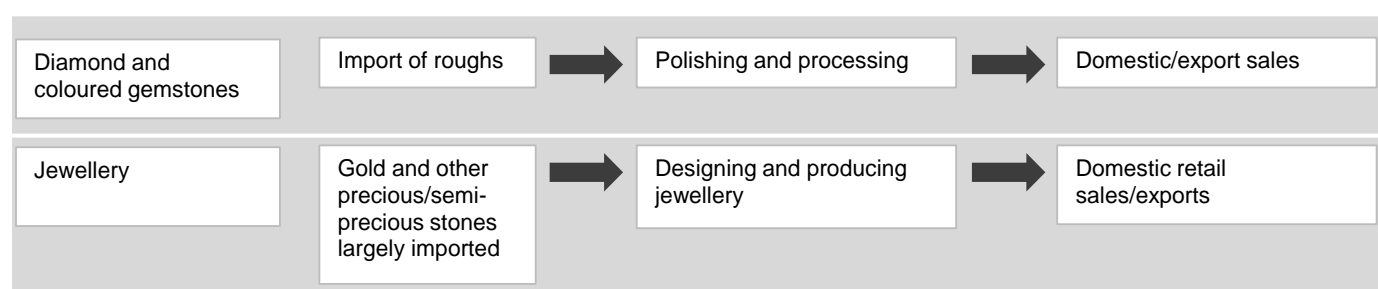 Diamond and
coloured gemstones
Import of roughs
Polishing and processing
Domestic/export sales
Jewellery
Gold and other
precious/semi-
precious stones
largely imported
Designing and producing
jewellery
Domestic retail
sales/exports